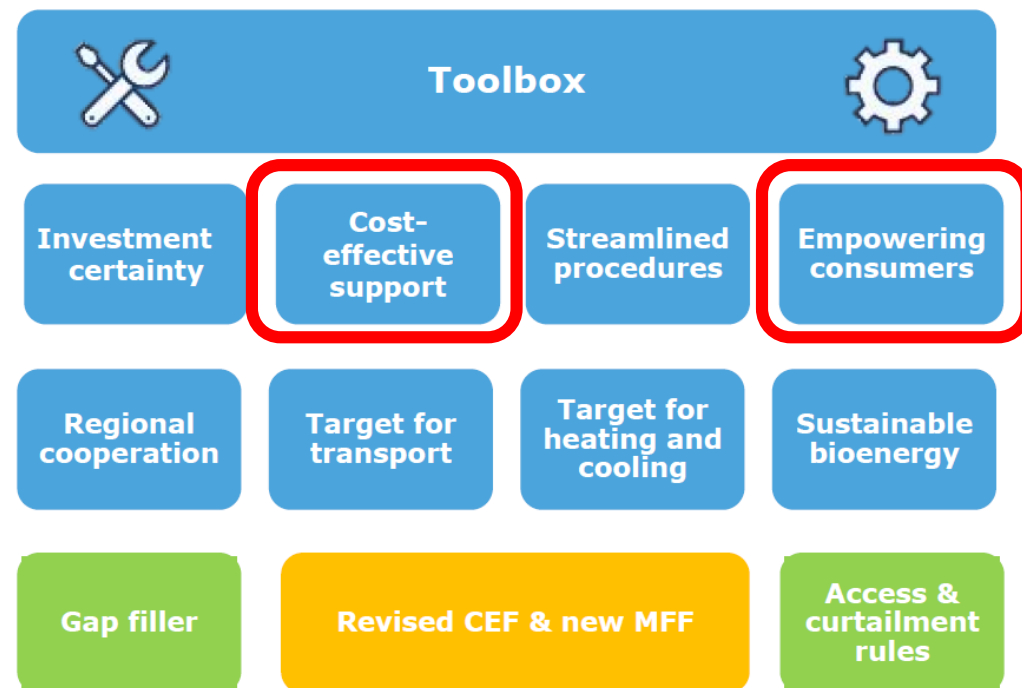 Toolbox
Investment
certainty
Cost-
effective
support
Streamlined
procedures
Empowering
consumers
Regional
cooperation
Target for
transport
Target for
heating and
cooling
Sustainable
bioenergy
Gap filler
Revised CEF & new MFF
Access &
curtailment
rules